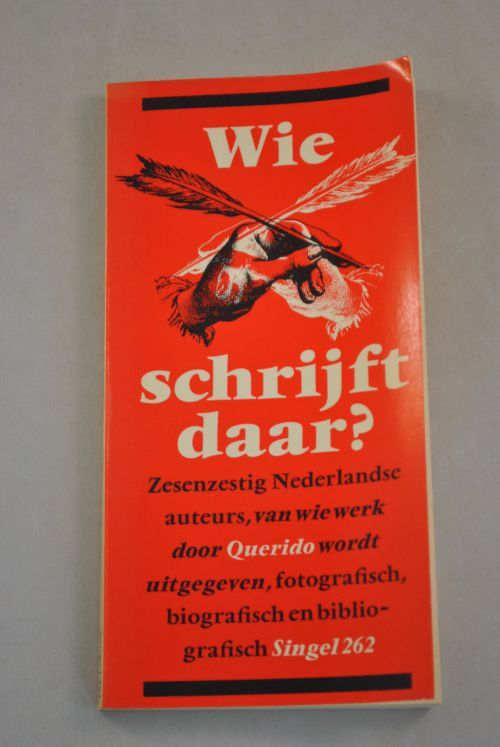 Wie
schrijft
daar?
Zesenzestig Nederlandse
auteurs, van wie werk
door Querido wordt
uitgegeven, fotografisch,
biografisch en biblio-
grafisch Singel 262